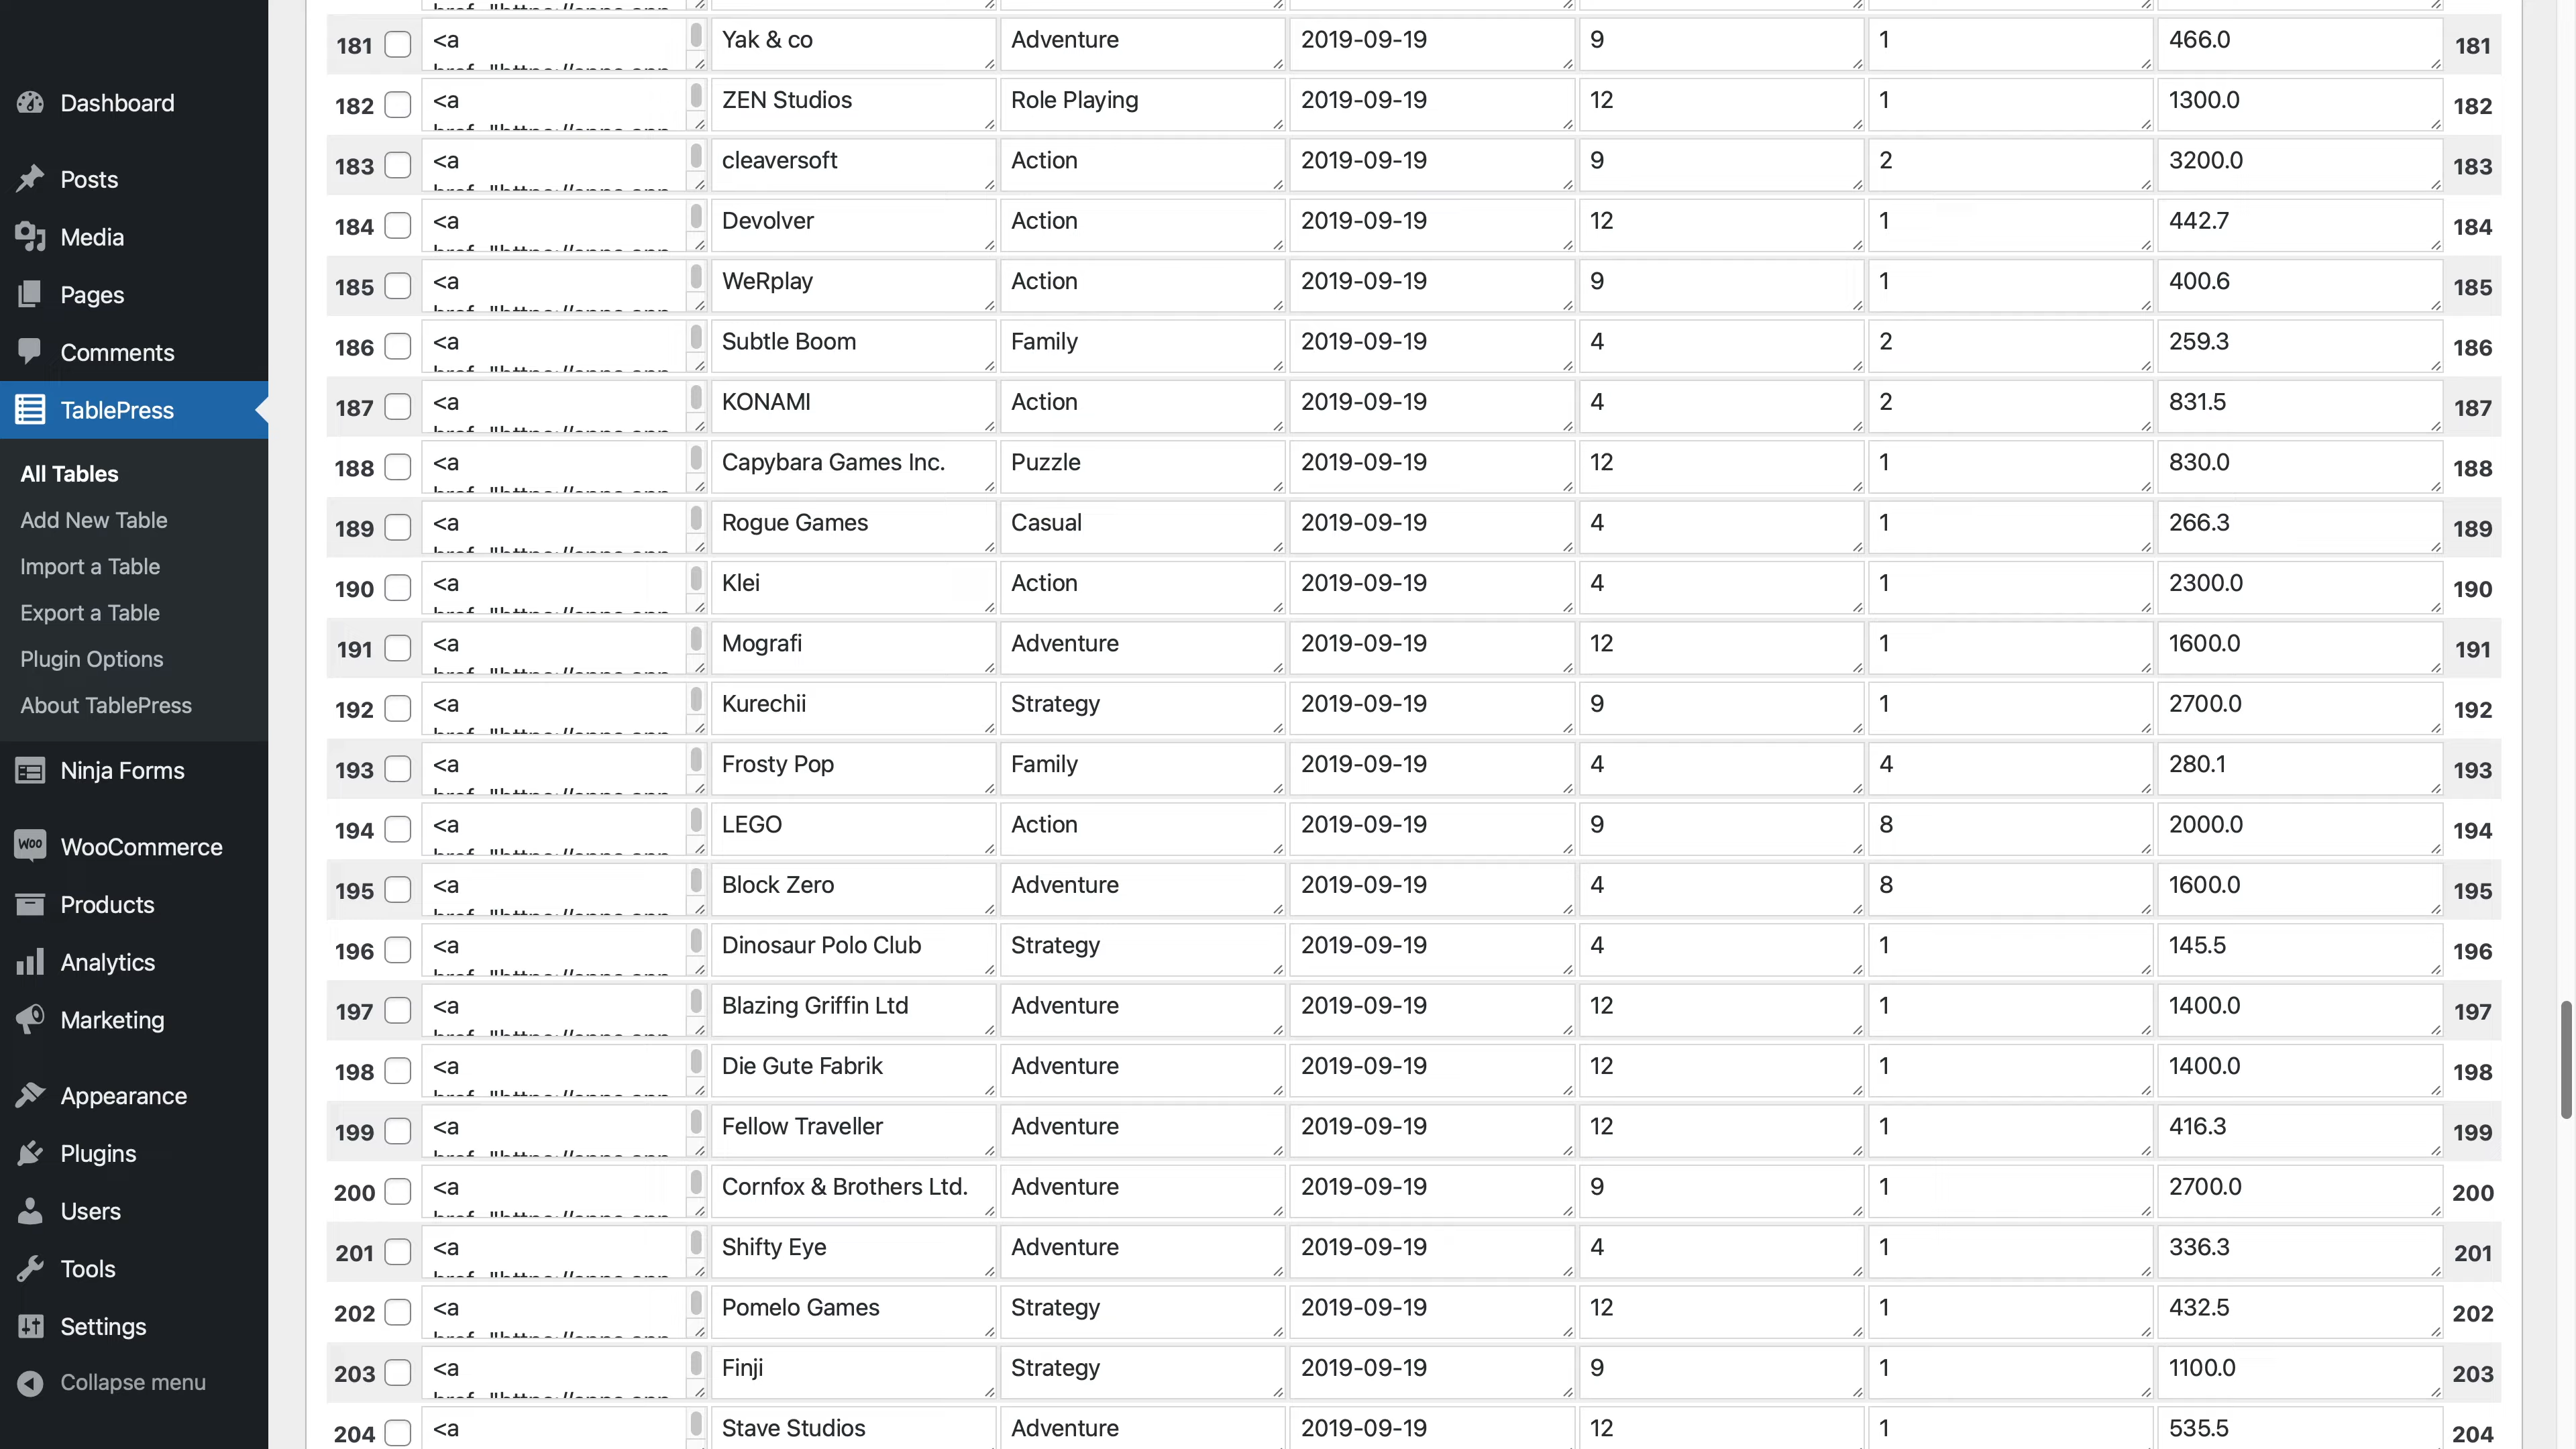 Dashboard
Posts
Media
Pages
Comments
TablePress
All Tables
Add New Table
Import a Table
Export a Table
Plugin Options
About TablePress
Ninja Forms
WooCommerce
Products
Analytics
Marketing
Appearance
Plugins
Users
Tools
Settings
Collapse menu
181 <a Yak & co Adventure 2019-09-19 9 1 466.0 181
182 <a ZEN Studios Role Playing 2019-09-19 12 1 1300.0 182
183 <a cleaversoft Action 2019-09-19 9 2 3200.0 183
184 <a Devolver Action 2019-09-19 12 1 442.7 184
185 <a WeRplay Action 2019-09-19 9 1 400.6 185
186 <a Subtle Boom Family 2019-09-19 4 2 259.3 186
187 <a KONAMI Action 2019-09-19 4 2 831.5 187
188 <a Capybara Games Inc. Puzzle 2019-09-19 12 1 830.0 188
189 <a Rogue Games Casual 2019-09-19 4 1 266.3 189
190 <a Klei Action 2019-09-19 4 1 2300.0 190
191 <a Mografi Adventure 2019-09-19 12 1 1600.0 191
192 <a Kurechii Strategy 2019-09-19 9 1 2700.0 192
193 <a Frosty Pop Family 2019-09-19 4 4 280.1 193
194 <a LEGO Action 2019-09-19 9 8 2000.0 194
195 <a Block Zero Adventure 2019-09-19 4 8 1600.0 195
196 <a Dinosaur Polo Club Strategy 2019-09-19 4 1 145.5 196
197 <a Blazing Griffin Ltd Adventure 2019-09-19 12 1 1400.0 197
198 <a Die Gute Fabrik Adventure 2019-09-19 12 1 1400.0 198
199 <a Fellow Traveller Adventure 2019-09-19 12 1 416.3 199
200 <a Cornfox & Brothers Ltd. Adventure 2019-09-19 9 1 2700.0 200
201 <a Shifty Eye Adventure 2019-09-19 4 1 336.3 201
202 <a Pomelo Games Strategy 2019-09-19 12 1 432.5 202
203 <a Finji Strategy 2019-09-19 9 1 1100.0 203
204 <a Stave Studios Adventure 2019-09-19 12 1 535.5 204